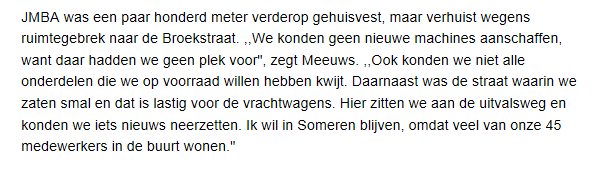 JMBA was een paar honderd meter verderop gehuisvest, maar verhuist wegens
ruimtegebrek naar de Broekstraat. ,,We konden geen nieuwe machines aanschaffen,
want daar hadden we geen plek voor", zegt Meeuws. ,,Ook konden we niet alle
onderdelen die we op voorraad willen hebben kwijt. Daarnaast was de straat waarin we
zaten smal en dat is lastig voor de vrachtwagens. Hier zitten we aan de uitvalsweg en
konden we iets nieuws neerzetten. Ik wil in Someren blijven, omdat veel van onze 45
medewerkers in de buurt wonen."